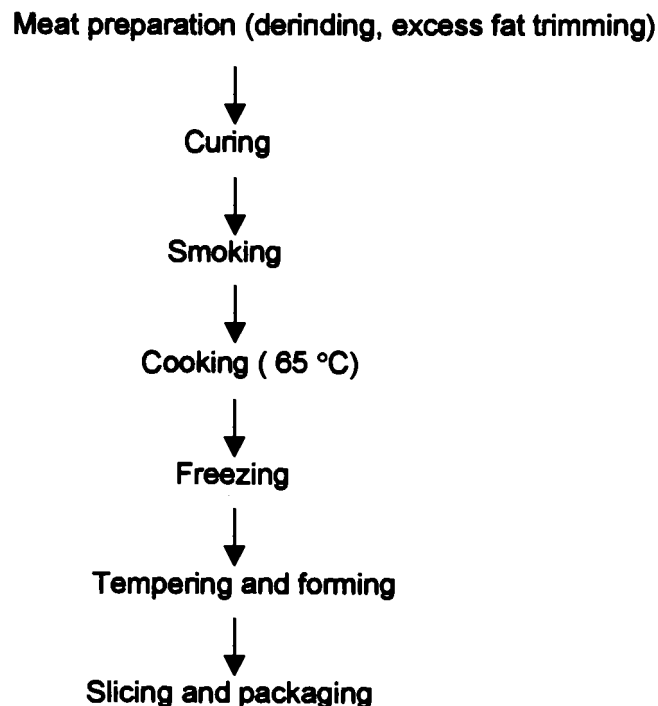 Meat preparation (derinding, excess fat trimming)
Curing
Smoking
Cooking ( 65 °C)
Freezing
Tempering and forming
Slicing and packaging